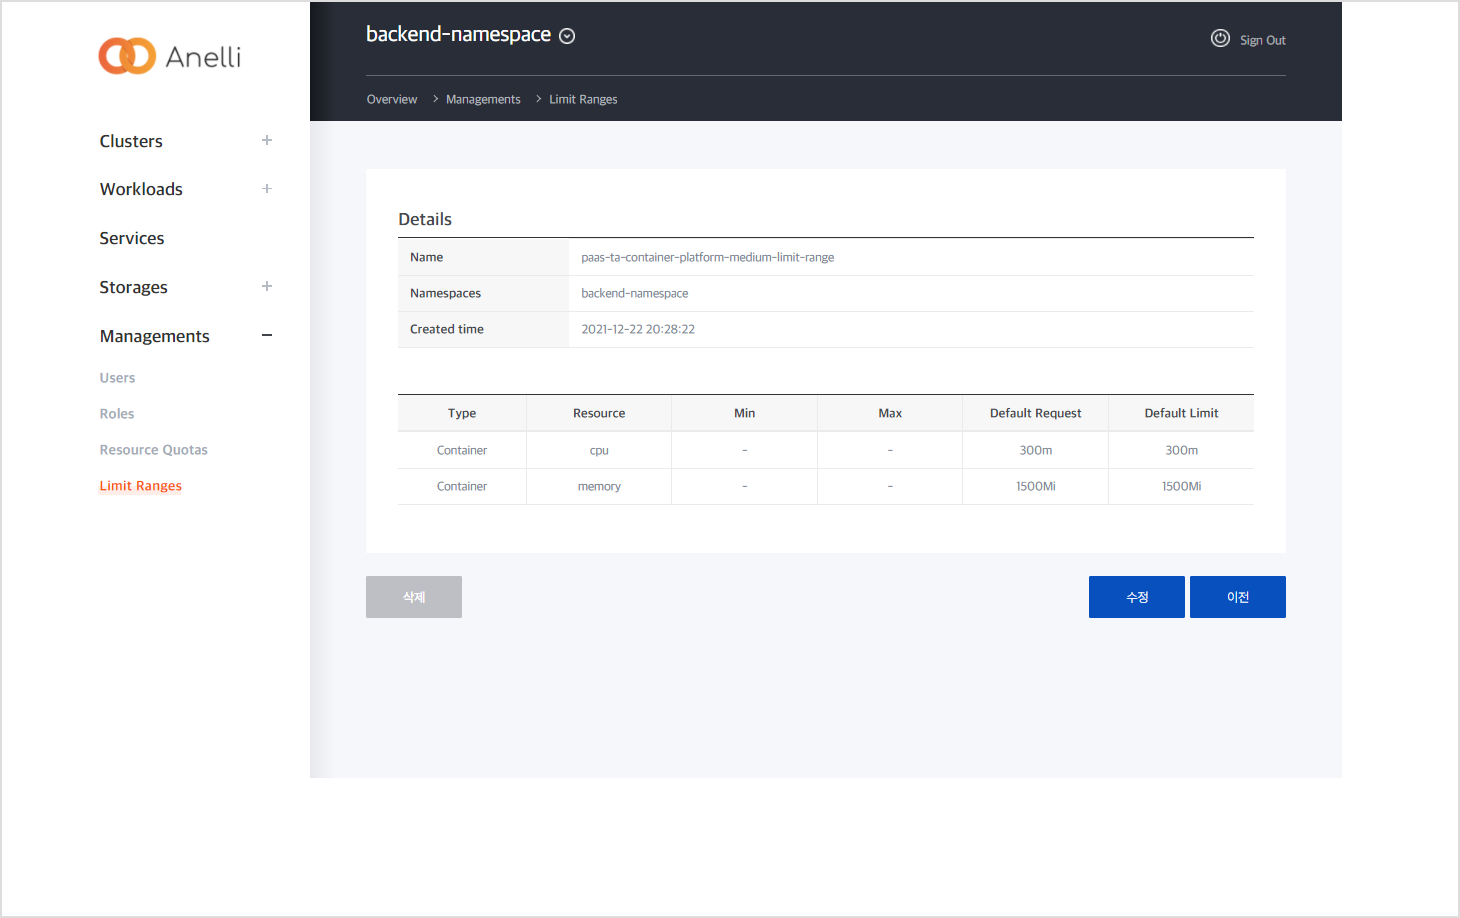 Anelli
Clusters
Workloads
Services
Storages
Managements
Users
Roles
Resource Quotas
Limit Ranges
backend-namespace
Sign Out
Overview > Managements > Limit Ranges
Details
Name paas-ta-container-platform-medium-limit-range
Namespaces backend-namespace
Created time 2021-12-22 20:28:22
Type Resource Min Max Default Request Default Limit
Container cpu - - 300m 300m
Container memory - - 1500Mi 1500Mi
삭제 수정 이전